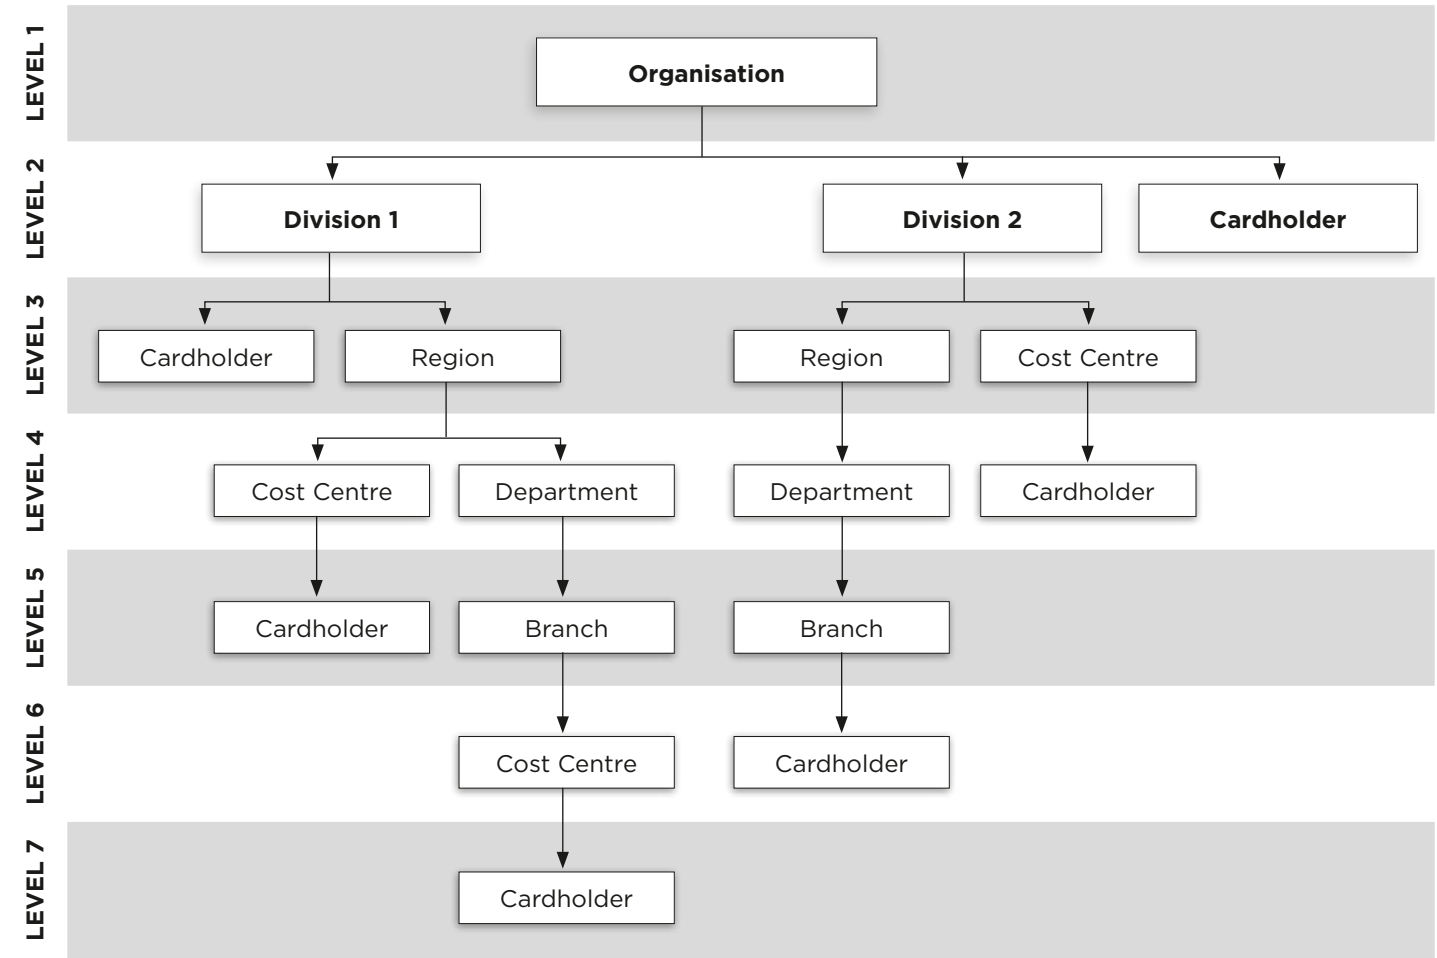 LEVEL 1
Organisation
LEVEL 2
Division 1
Division 2
Cardholder
LEVEL 3
Cardholder
Region
Region
Cost Centre
LEVEL 4
Cost Centre
Department
Department
Cardholder
LEVEL 5
Cardholder
Branch
Branch
LEVEL 6
Cost Centre
Cardholder
LEVEL 7
Cardholder